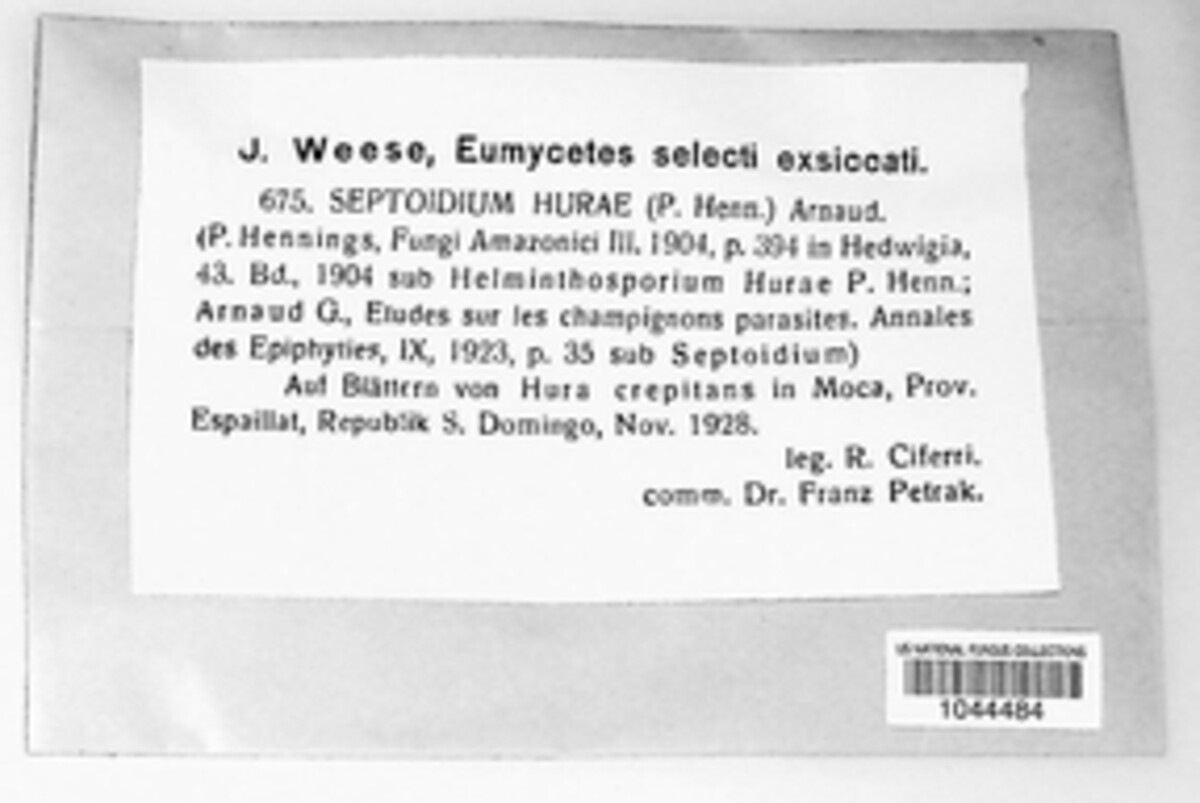 J. Weese, Eumycetes selecti exsiccati.
675. SEPTOIDIUM HURAE (P. Henn.) Arnaud.
(P. Hennings, Fungi Amazonici III. 1904, p. 394 in Hedwigia,
43. Bd., 1904 sub Helminthosporium Hurae P. Henn.;
Arnaud G., Etudes sur les champignons parasites. Annales
des Epiphyties, IX, 1923, p. 35 sub Septoidium)
Auf Blättern von Hura crepitans in Moca, Prov.
Espaillat, Republik S. Domingo, Nov. 1928.
leg. R. Ciferri.
comm. Dr. Franz Petrak.
US NATIONAL FUNGUS COLLECTIONS
1044484